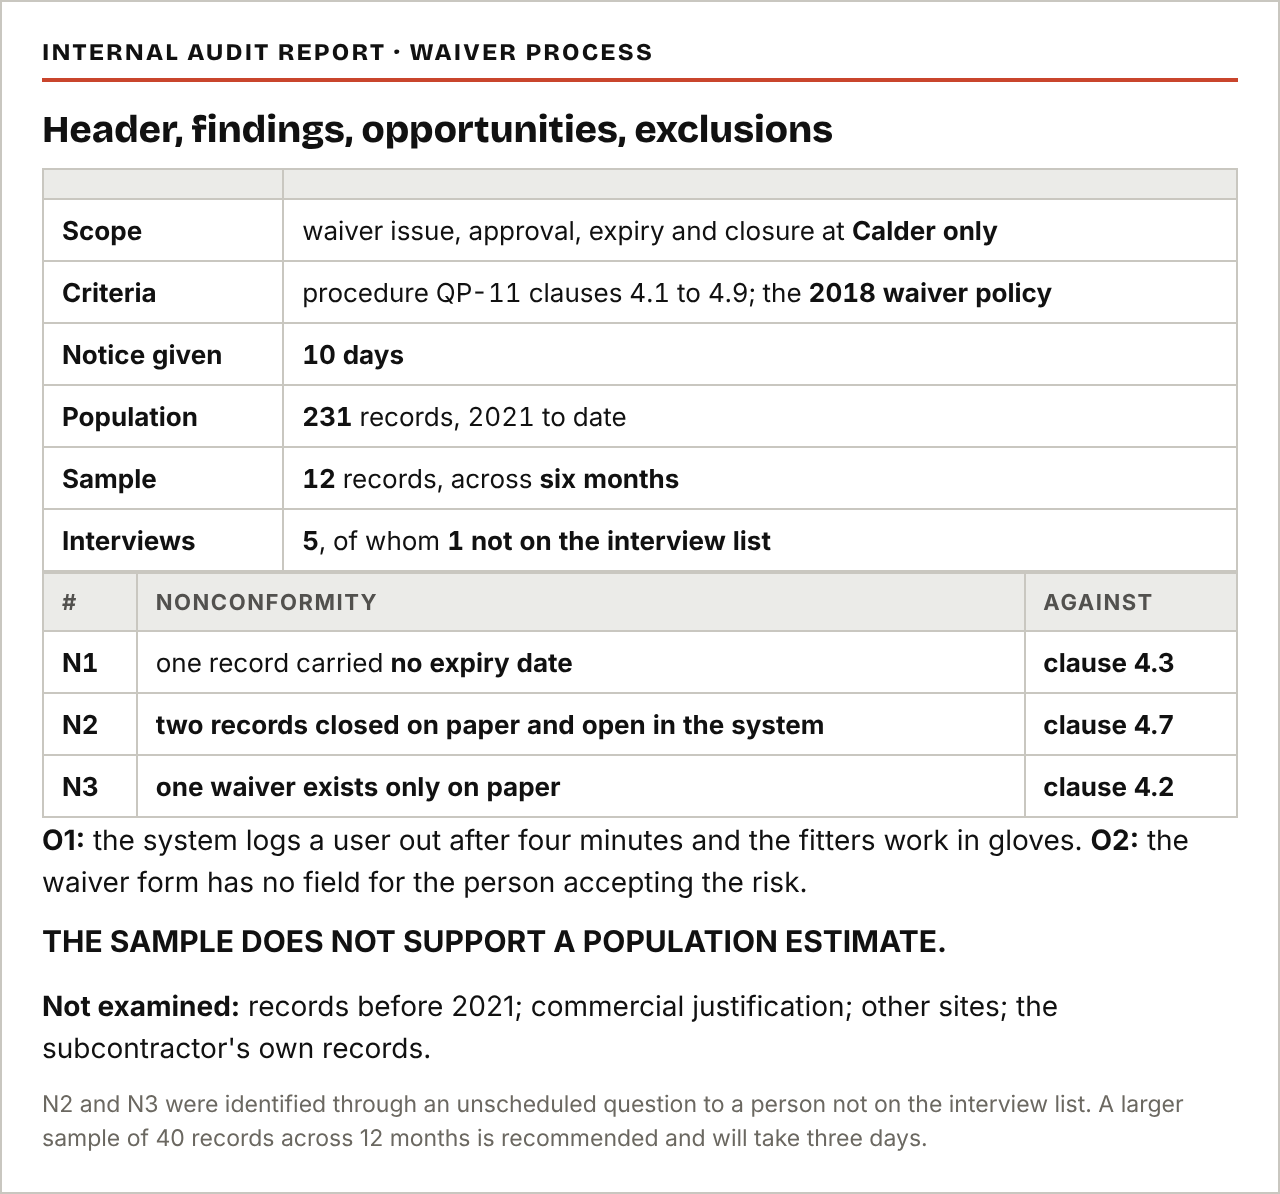 INTERNAL AUDIT REPORT · WAIVER PROCESS
Header, findings, opportunities, exclusions
Scope waiver issue, approval, expiry and closure at Calder only
Criteria procedure QP-11 clauses 4.1 to 4.9; the 2018 waiver policy
Notice given 10 days
Population 231 records, 2021 to date
Sample 12 records, across six months
Interviews 5, of whom 1 not on the interview list
# NONCONFORMITY AGAINST
N1 one record carried no expiry date clause 4.3
N2 two records closed on paper and open in the system clause 4.7
N3 one waiver exists only on paper clause 4.2
O1: the system logs a user out after four minutes and the fitters work in gloves. O2: the
waiver form has no field for the person accepting the risk.
THE SAMPLE DOES NOT SUPPORT A POPULATION ESTIMATE.
Not examined: records before 2021; commercial justification; other sites; the
subcontractor's own records.
N2 and N3 were identified through an unscheduled question to a person not on the interview list. A larger
sample of 40 records across 12 months is recommended and will take three days.